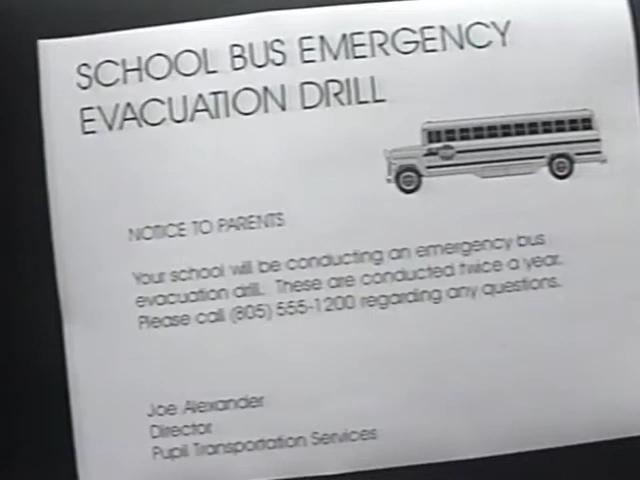 SCHOOL BUS EMERGENCY
EVACUATION DRILL
NOTICE TO PARENTS
Your school will be conducting an emergency bus
evacuation drill. These are conducted twice a year.
Please call (805) 555-1200 regarding any questions.
Joe Alexander
Director
Pupil Transportation Services